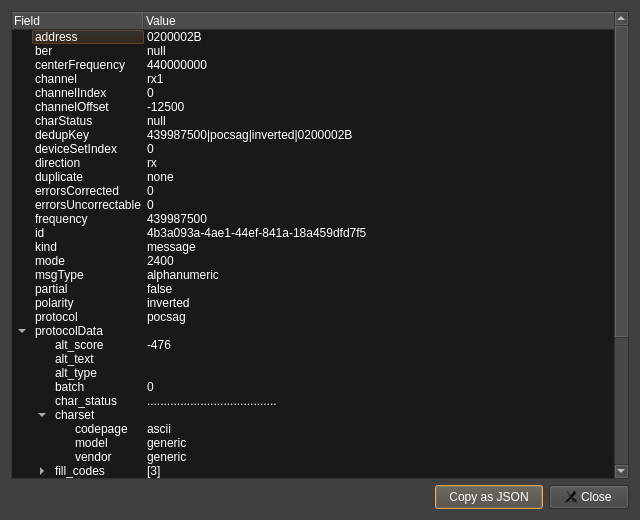 Field Value
address 0200002B
ber null
centerFrequency 440000000
channel rx1
channelIndex 0
channelOffset -12500
charStatus null
dedupKey 439987500|pocsag|inverted|0200002B
deviceSetIndex 0
direction rx
duplicate none
errorsCorrected 0
errorsUncorrectable 0
frequency 439987500
id 4b3a093a-4ae1-44ef-841a-18a459dfd7f5
kind message
mode 2400
msgType alphanumeric
partial false
polarity inverted
protocol pocsag
protocolData
alt_score -476
alt_text
alt_type
batch 0
char_status .......................................
charset
codepage ascii
model generic
vendor generic
fill_codes [3]
Copy as JSON Close